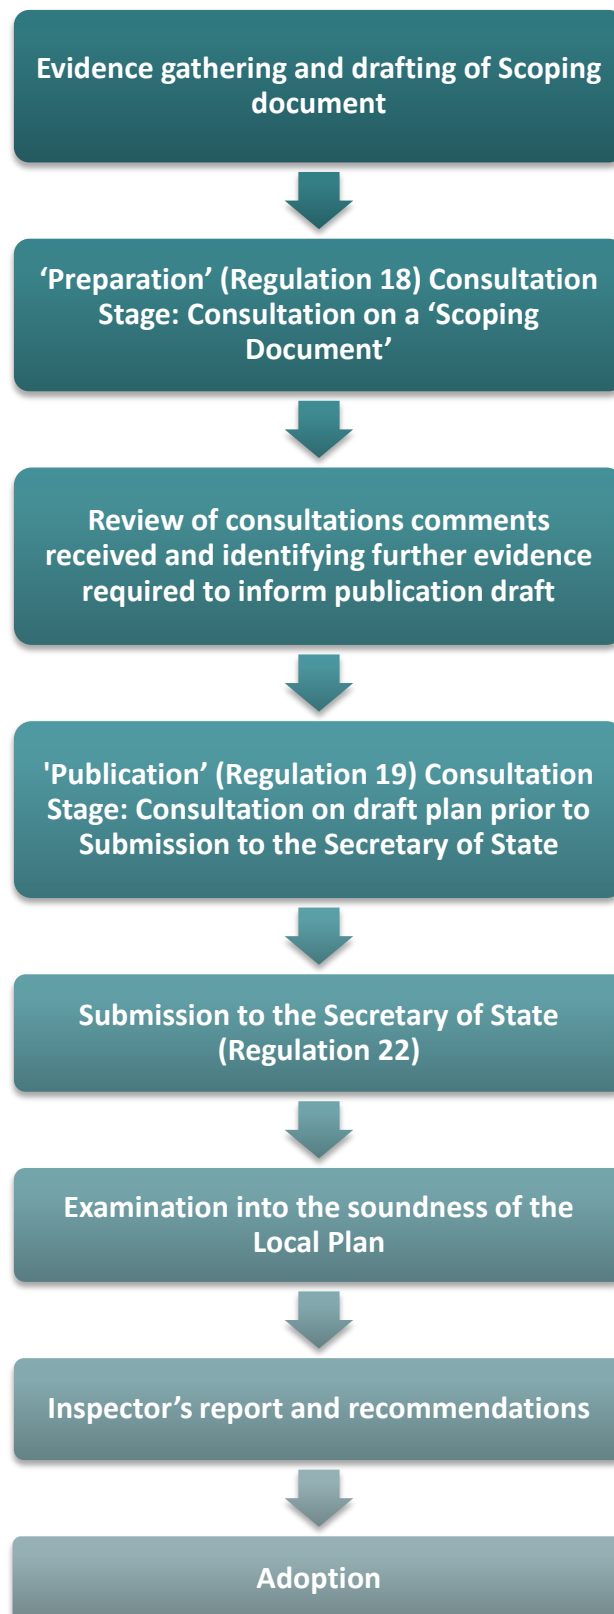 Evidence gathering and drafting of Scoping
document
‘Preparation’ (Regulation 18) Consultation
Stage: Consultation on a ‘Scoping
Document’
Review of consultations comments
received and identifying further evidence
required to inform publication draft
'Publication’ (Regulation 19) Consultation
Stage: Consultation on draft plan prior to
Submission to the Secretary of State
Submission to the Secretary of State
(Regulation 22)
Examination into the soundness of the
Local Plan
Inspector’s report and recommendations
Adoption